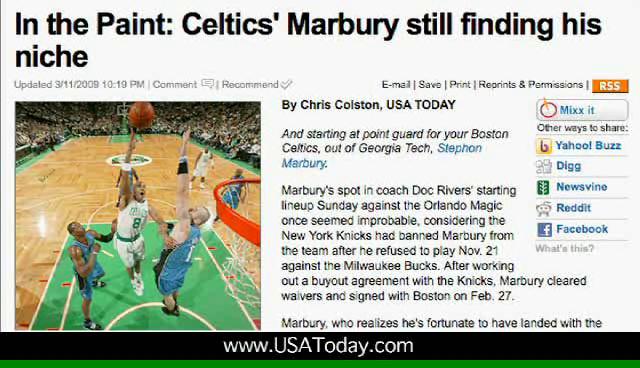 In the Paint: Celtics' Marbury still finding his
niche
Updated 3/11/2009 10:19 PM | Comment | Recommend
E-mail | Save | Print | Reprints & Permissions | RSS
By Chris Colston, USA TODAY
And starting at point guard for your Boston
Celtics, out of Georgia Tech, Stephon
Marbury.
Marbury's spot in coach Doc Rivers' starting
lineup Sunday against the Orlando Magic
once seemed improbable, considering the
New York Knicks had banned Marbury from
the team after he refused to play Nov. 21
against the Milwaukee Bucks. After working
out a buyout agreement with the Knicks, Marbury cleared
waivers and signed with Boston on Feb. 27.
Marbury, who realizes he's fortunate to have landed with the
Mixx it
Other ways to share:
Yahoo! Buzz
Digg
Newsvine
Reddit
Facebook
What's this?
8
www.USAToday.com